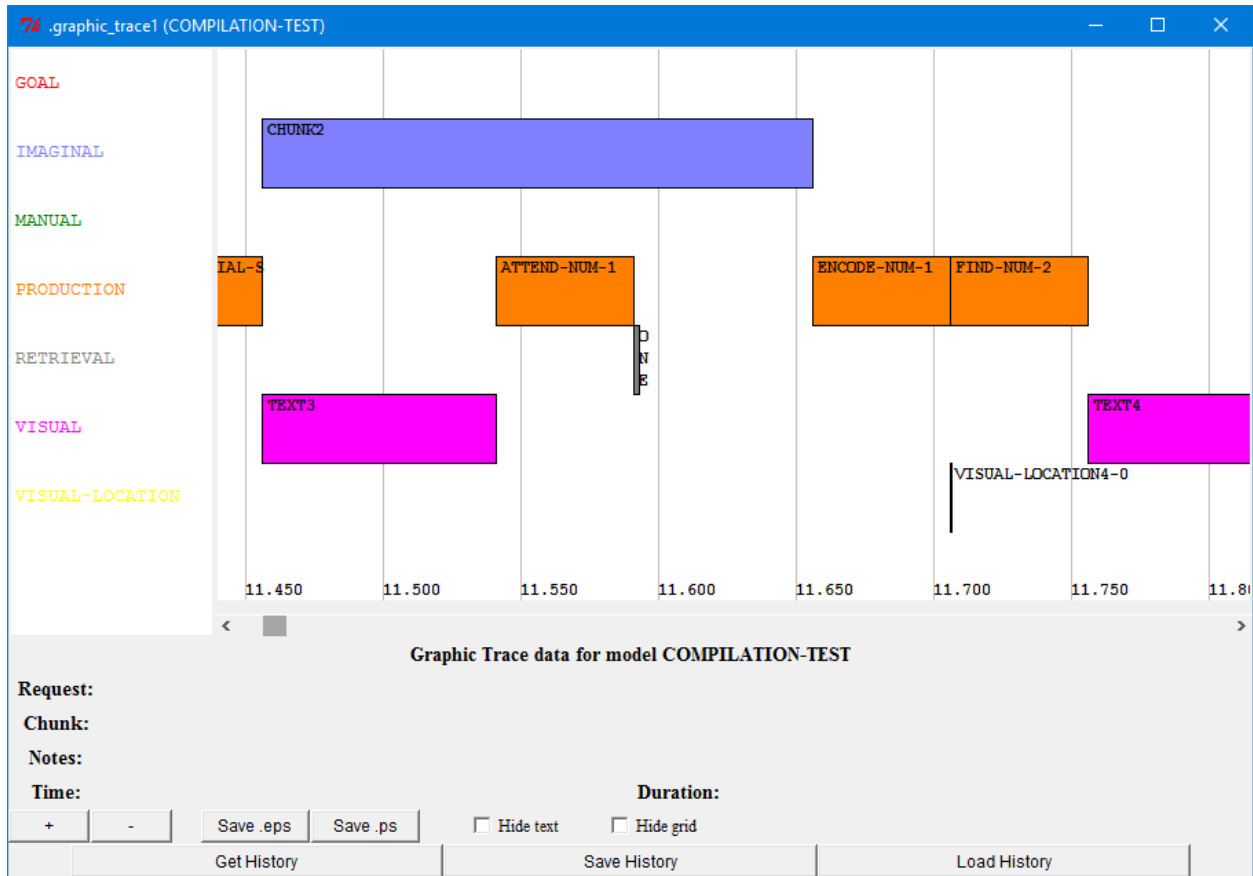 .graphic_trace1 (COMPILATION-TEST)
GOAL
CHUNK2
IMAGINAL
MANUAL
IAL-S ATTEND-NUM-1 ENCODE-NUM-1 FIND-NUM-2
PRODUCTION
RETRIEVAL
ONE
TEXT3 TEXT4
VISUAL
VISUAL-LOCATION4-0
VISUAL-LOCATION
11.450 11.500 11.550 11.600 11.650 11.700 11.750 11.8
Graphic Trace data for model COMPILATION-TEST
Request:
Chunk:
Notes:
Time: Duration:
+ - Save .eps Save .ps Hide text Hide grid
Get History Save History Load History